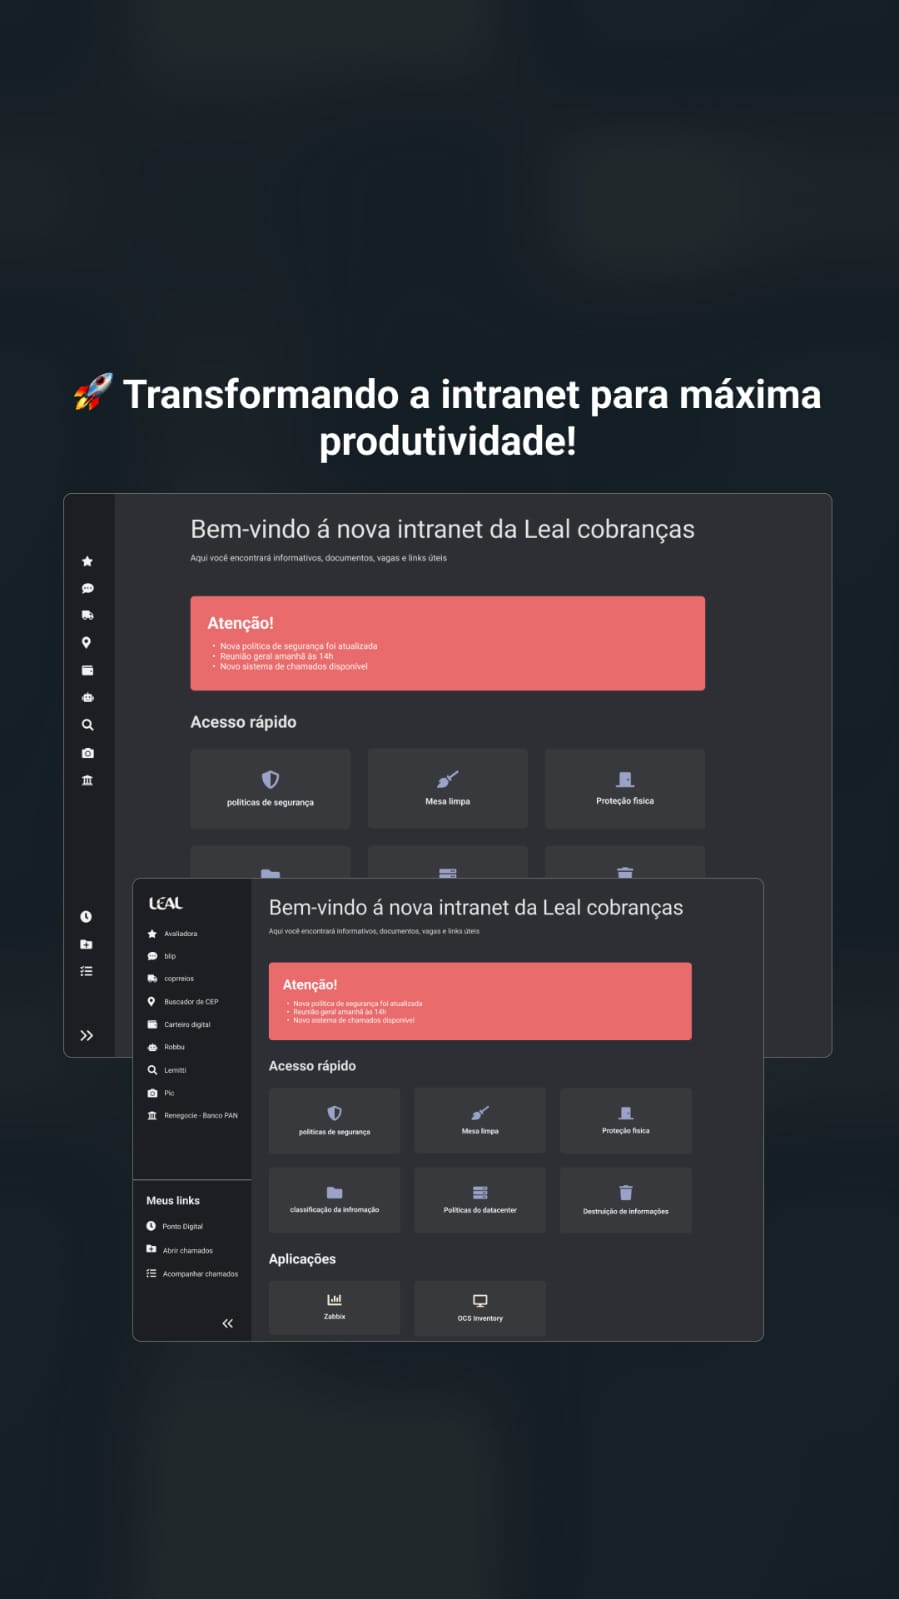 🚀 Transformando a intranet para máxima
produtividade!
Bem-vindo á nova intranet da Leal cobranças
Aqui você encontrará informativos, documentos, vagas e links úteis
Atenção!
• Nova política de segurança foi atualizada
• Reunião geral amanhã às 14h
• Novo sistema de chamados disponível
Acesso rápido
políticas de segurança
Mesa limpa
Proteção física
LEAL
Avaliadora
blip
coprreios
Buscador de CEP
Carteiro digital
Robbu
Lemitti
Pic
Renegocie - Banco PAN
Meus links
Ponto Digital
Abrir chamados
Acompanhar chamados
Bem-vindo á nova intranet da Leal cobranças
Aqui você encontrará informativos, documentos, vagas e links úteis
Atenção!
• Nova política de segurança foi atualizada
• Reunião geral amanhã às 14h
• Novo sistema de chamados disponível
Acesso rápido
políticas de segurança
Mesa limpa
Proteção física
classificação da infromação
Políticas do datacenter
Destruição de informações
Aplicações
Zabbix
OCS Inventory